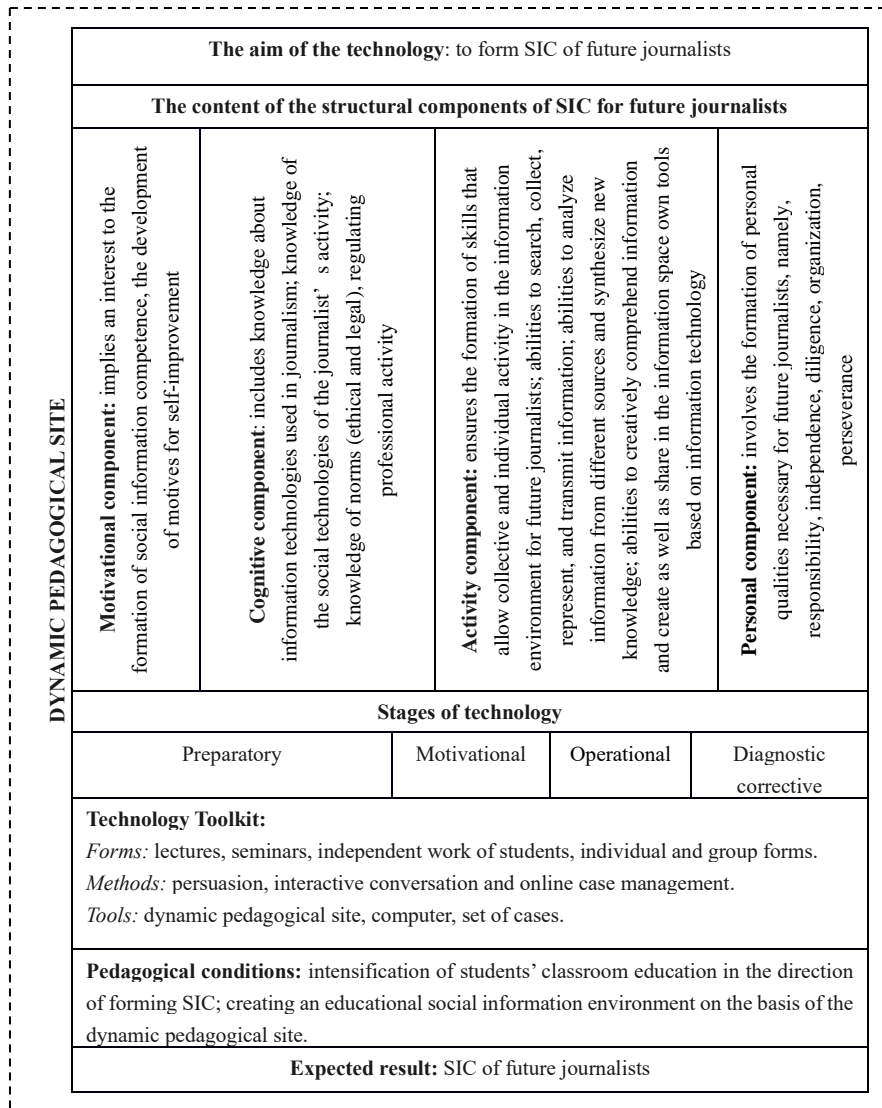 The aim of the technology: to form SIC of future journalists
The content of the structural components of SIC for future journalists
DYNAMIC PEDAGOGICAL SITE
Motivational component: implies an interest to the
formation of social information competence, the development
of motives for self-improvement
Cognitive component: includes knowledge about
information technologies used in journalism; knowledge of
the social technologies of the journalist’ s activity;
knowledge of norms (ethical and legal), regulating
professional activity
Activity component: ensures the formation of skills that
allow collective and individual activity in the information
environment for future journalists; abilities to search, collect,
represent, and transmit information; abilities to analyze
information from different sources and synthesize new
knowledge; abilities to creatively comprehend information
and create as well as share in the information space own tools
based on information technology
Personal component: involves the formation of personal
qualities necessary for future journalists, namely,
responsibility, independence, diligence, organization,
perseverance
Stages of technology
Preparatory
Motivational
Operational
Diagnostic
corrective
Technology Toolkit:
Forms: lectures, seminars, independent work of students, individual and group forms.
Methods: persuasion, interactive conversation and online case management.
Tools: dynamic pedagogical site, computer, set of cases.
Pedagogical conditions: intensification of students’ classroom education in the direction
of forming SIC; creating an educational social information environment on the basis of the
dynamic pedagogical site.
Expected result: SIC of future journalists